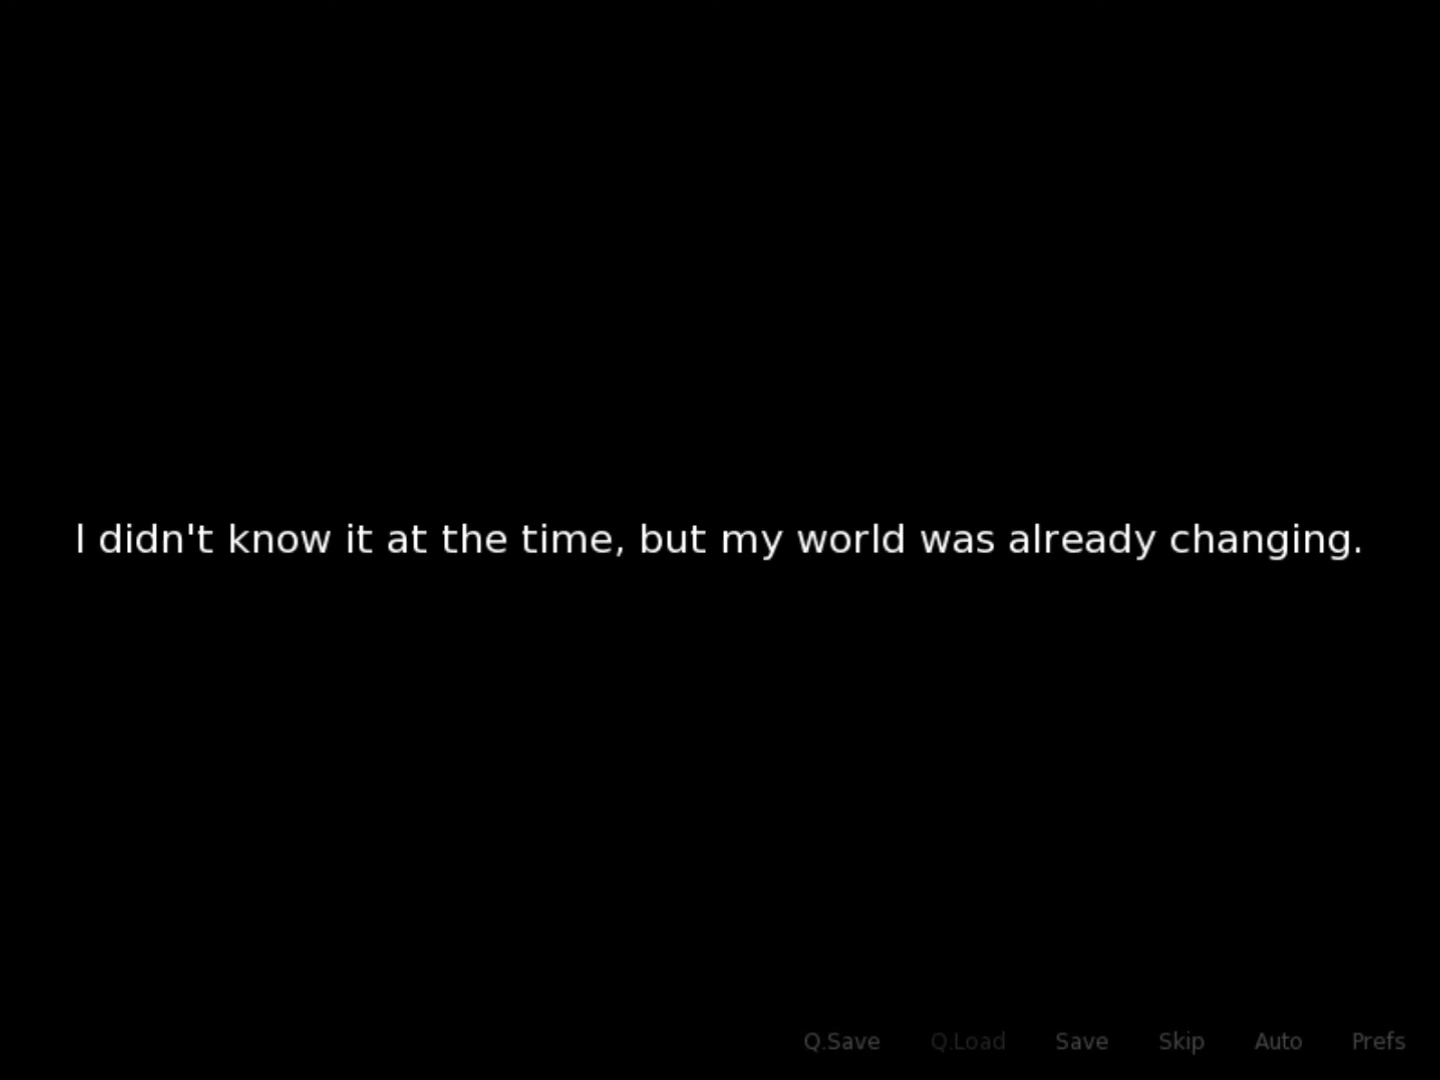 I didn't know it at the time, but my world was already changing.
Q.Save Q.Load Save Skip Auto Prefs